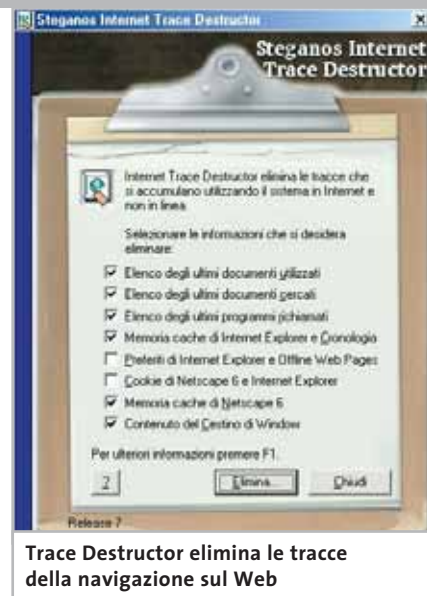 Steganos Internet Trace Destructor
Steganos Internet
Trace Destructor
Internet Trace Destructor elimina le tracce che
si accumulano utilizzando il sistema in Internet e
non in linea.
Selezionare le informazioni che si desidera
eliminare:
Elenco degli ultimi documenti utilizzati
Elenco degli ultimi documenti cercati
Elenco degli ultimi programmi richiamati
Memoria cache di Internet Explorer e Cronologia
Preferiti di Internet Explorer e Offline Web Pages
Cookie di Netscape 6 e Internet Explorer
Memoria cache di Netscape 6
Contenuto del Cestino di Window
Per ulteriori informazioni premere F1.
?
Elimina...
Chiudi
Release 7
Trace Destructor elimina le tracce
della navigazione sul Web